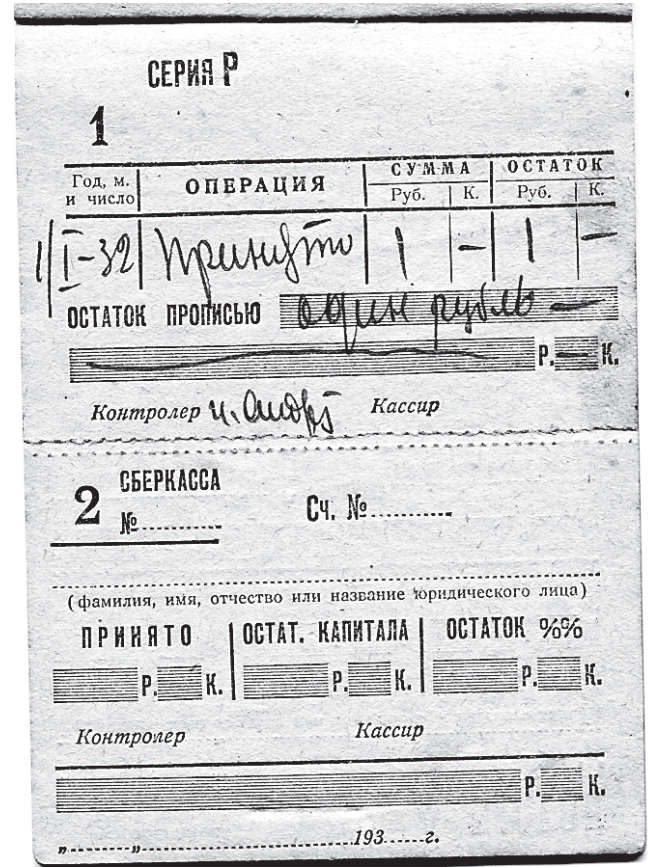 СЕРИЯ Р
1
Год, м. и число ОПЕРАЦИЯ СУММА ОСТАТОК
Руб. К. Руб. К.
1/I-32 Принято 1 — 1 —
ОСТАТОК ПРОПИСЬЮ один рубль —
Р. — К.
Контролер Кассир
2 СБЕРКАССА
№ Сч. №
(фамилия, имя, отчество или название юридического лица)
ПРИНЯТО ОСТАТ. КАПИТАЛА ОСТАТОК %%
Р. К. Р. К. Р. К.
Контролер Кассир
Р. К.
„ „ 193 г.